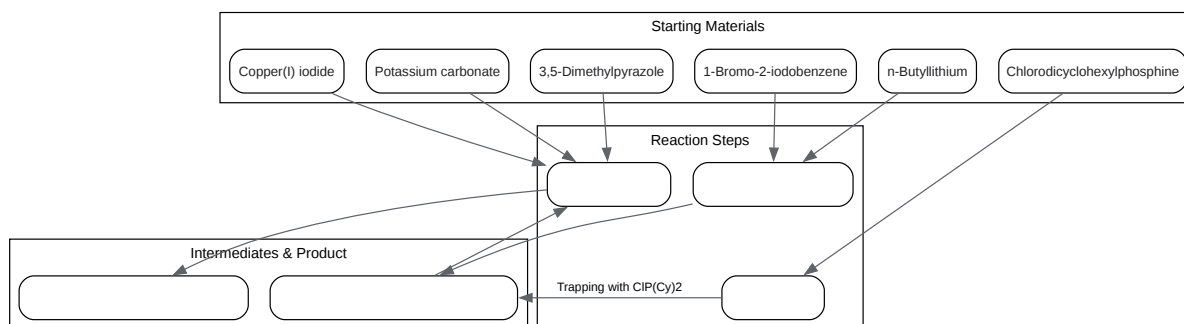 Starting Materials
Copper(I) iodide
Potassium carbonate
3,5-Dimethylpyrazole
1-Bromo-2-iodobenzene
n-Butyllithium
Chlorodicyclohexylphosphine
Reaction Steps
Intermediates & Product
Trapping with ClP(Cy)2